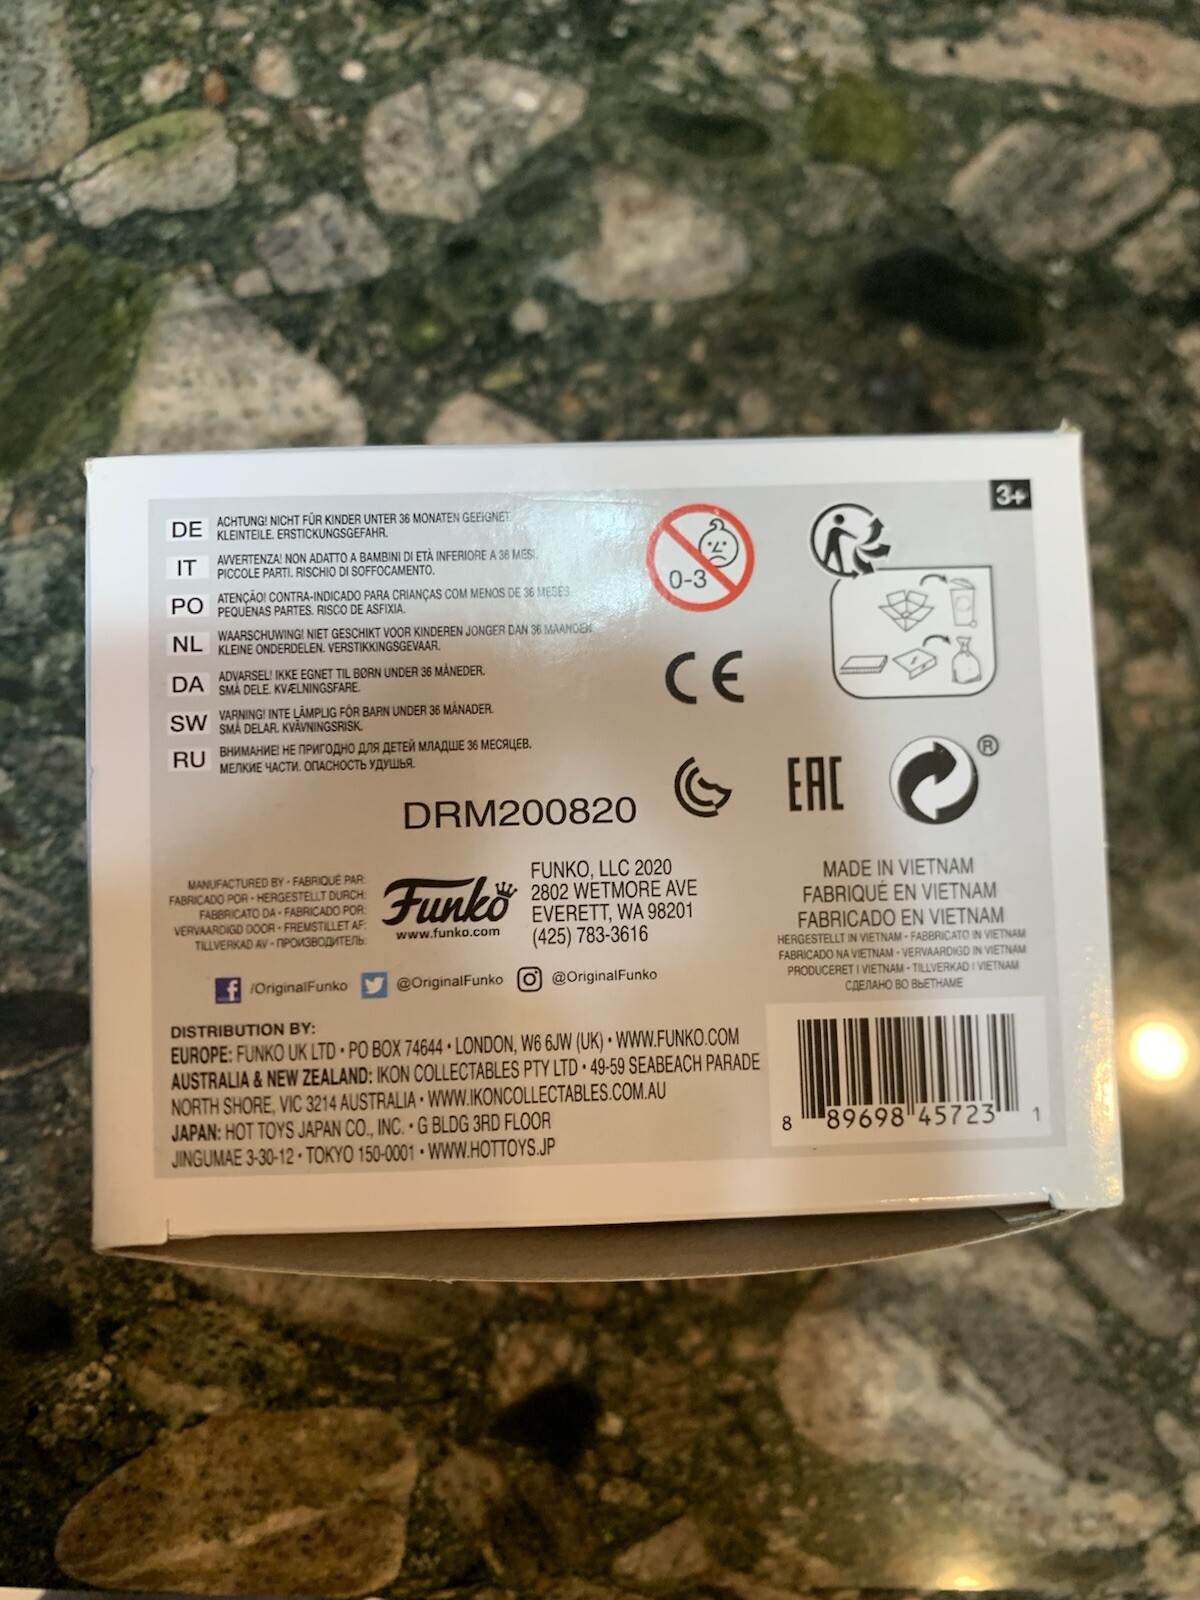 3+
DE ACHTUNG! NICHT FÜR KINDER UNTER 36 MONATEN GEEIGNET.
KLEINTEILE. ERSTICKUNGSGEFAHR.
IT AVVERTENZA! NON ADATTO A BAMBINI DI ETÀ INFERIORE A 36 MESI.
PICCOLE PARTI. RISCHIO DI SOFFOCAMENTO.
PO ATENÇÃO! CONTRA-INDICADO PARA CRIANÇAS COM MENOS DE 36 MESES.
PEQUENAS PARTES. RISCO DE ASFIXIA.
NL WAARSCHUWING! NIET GESCHIKT VOOR KINDEREN JONGER DAN 36 MAANDEN.
KLEINE ONDERDELEN. VERSTIKKINGSGEVAAR.
DA ADVARSEL! IKKE EGNET TIL BØRN UNDER 36 MÅNEDER.
SMÅ DELE. KVÆLNINGSFARE.
SW VARNING! INTE LÄMPLIG FÖR BARN UNDER 36 MÅNADER.
SMÅ DELAR. KVÄVNINGSRISK.
RU ВНИМАНИЕ! НЕ ПРИГОДНО ДЛЯ ДЕТЕЙ МЛАДШЕ 36 МЕСЯЦЕВ.
МЕЛКИЕ ЧАСТИ. ОПАСНОСТЬ УДУШЬЯ.
0-3
CE
EAC
®
DRM200820
MANUFACTURED BY • FABRIQUÉ PAR:
FABRICADO POR • HERGESTELLT DURCH:
FABBRICATO DA • FABRICADO POR:
VERVAARDIGD DOOR • FREMSTILLET AF:
TILLVERKAD AV • ПРОИЗВОДИТЕЛЬ:
Funko
www.funko.com
FUNKO, LLC 2020
2802 WETMORE AVE
EVERETT, WA 98201
(425) 783-3616
MADE IN VIETNAM
FABRIQUÉ EN VIETNAM
FABRICADO EN VIETNAM
HERGESTELLT IN VIETNAM • FABBRICATO IN VIETNAM
FABRICADO NA VIETNAM • VERVAARDIGD IN VIETNAM
PRODUCERET I VIETNAM • TILLVERKAD I VIETNAM
СДЕЛАНО ВО ВЬЕТНАМЕ
f /OriginalFunko @OriginalFunko @OriginalFunko
DISTRIBUTION BY:
EUROPE: FUNKO UK LTD • PO BOX 74644 • LONDON, W6 6JW (UK) • WWW.FUNKO.COM
AUSTRALIA & NEW ZEALAND: IKON COLLECTABLES PTY LTD • 49-59 SEABEACH PARADE
NORTH SHORE, VIC 3214 AUSTRALIA • WWW.IKONCOLLECTABLES.COM.AU
JAPAN: HOT TOYS JAPAN CO., INC. • G BLDG 3RD FLOOR
JINGUMAE 3-30-12 • TOKYO 150-0001 • WWW.HOTTOYS.JP
8 89698 45723 1